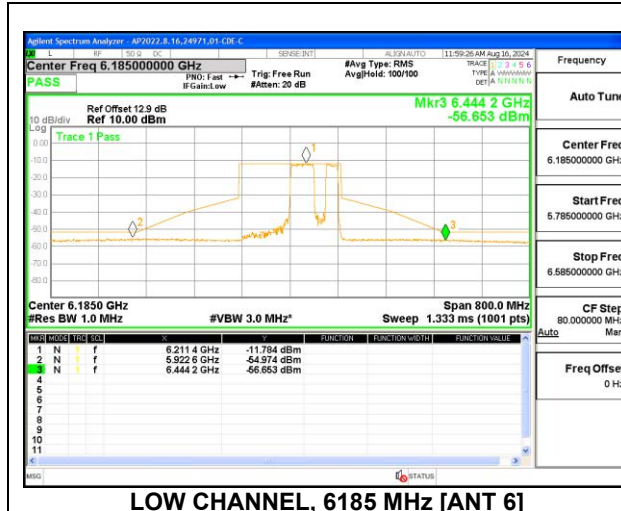 Agilent Spectrum Analyzer - AP2022.8.16,24971,01-CDE-C
L RF 50 Ω DC SENSE:INT ALIGN AUTO 11:59:26 AM Aug 16, 2024
Center Freq 6.185000000 GHz
PASS
PNO: Fast
IFGain:Low
Trig: Free Run
#Atten: 20 dB
#Avg Type: RMS
Avg|Hold: 100/100
TRACE 1 2 3 4 5 6
TYPE A WWWWW
DET A N N N N N
Ref Offset 12.9 dB
Ref 10.00 dBm
10 dB/div
Log
Mkr3 6.444 2 GHz
-56.653 dBm
Trace 1 Pass
0.00
-10.0
-20.0
-30.0
-40.0
-50.0
-60.0
-70.0
-80.0
1
2
3
Center 6.1850 GHz
#Res BW 1.0 MHz
#VBW 3.0 MHz*
Span 800.0 MHz
Sweep 1.333 ms (1001 pts)
MKR MODE TRC SCL X Y FUNCTION FUNCTION WIDTH FUNCTION VALUE
1 N 1 f 6.211 4 GHz -11.784 dBm
2 N 1 f 5.922 6 GHz -54.974 dBm
3 N 1 f 6.444 2 GHz -56.653 dBm
4
5
6
7
8
9
10
11
MSG
STATUS
Frequency
Auto Tune
Center Freq
6.185000000 GHz
Start Freq
5.785000000 GHz
Stop Freq
6.585000000 GHz
CF Step
80.000000 MHz
Auto Man
Freq Offset
0 Hz
LOW CHANNEL, 6185 MHz [ANT 6]